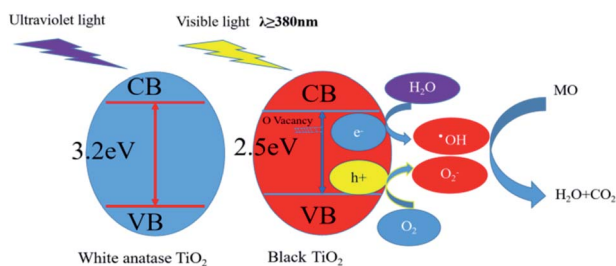 Ultraviolet light
Visible light λ≥380nm
CB
3.2eV
VB
White anatase TiO₂
CB
O Vacancy
2.5eV
e⁻
h+
VB
Black TiO₂
H₂O
•OH
O₂⁻
O₂
MO
H₂O+CO₂